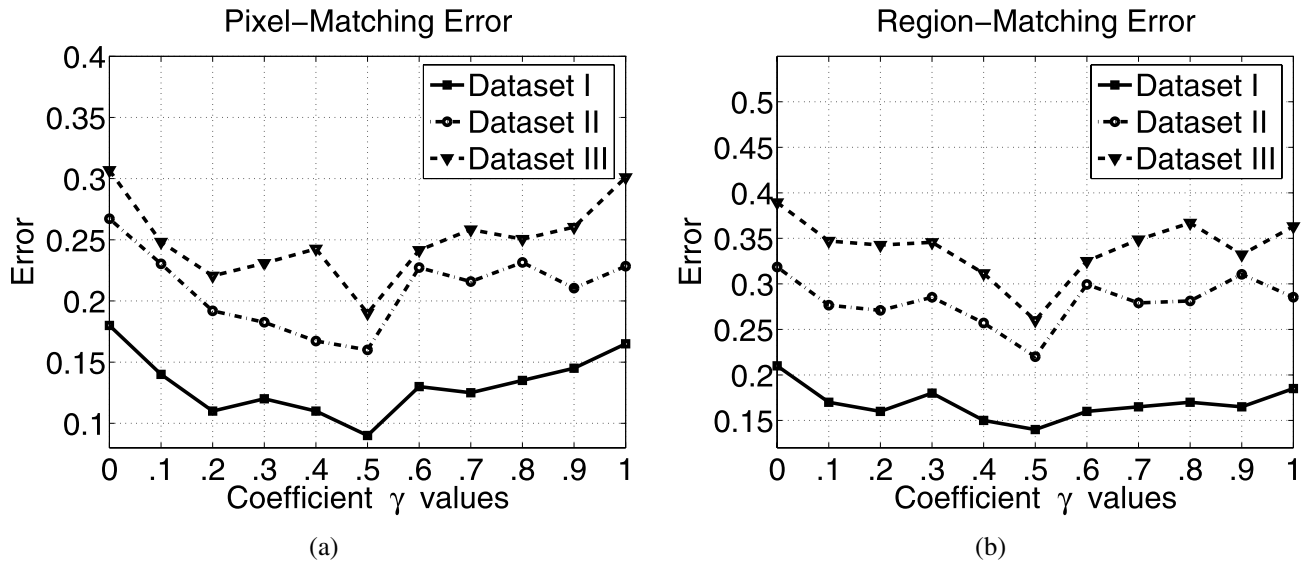 Pixel−Matching Error
0.4
0.35
0.3
0.25
0.2
0.15
0.1
Error
Dataset I
Dataset II
Dataset III
0 .1 .2 .3 .4 .5 .6 .7 .8 .9 1
Coefficient γ values
(a)
Region−Matching Error
0.5
0.45
0.4
0.35
0.3
0.25
0.2
0.15
Error
Dataset I
Dataset II
Dataset III
0 .1 .2 .3 .4 .5 .6 .7 .8 .9 1
Coefficient γ values
(b)